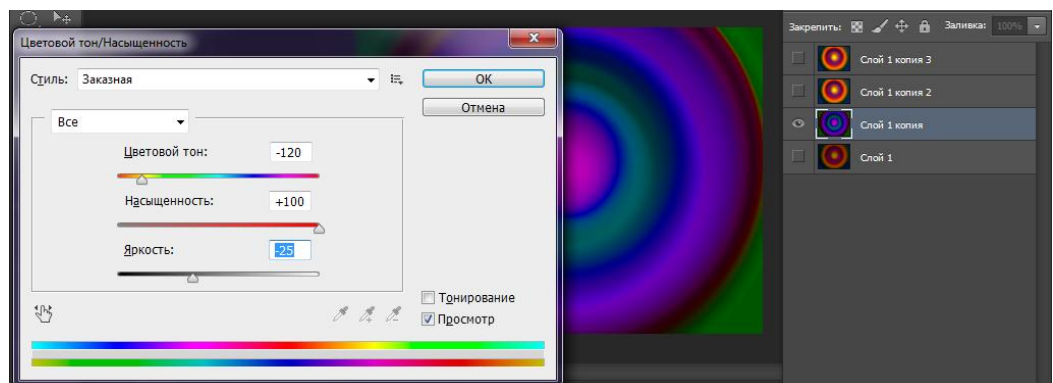 Закрепить: Заливка: 100%
Цветовой тон/Насыщенность
Стиль: Заказная
OK
Отмена
Все
Цветовой тон: -120
Насыщенность: +100
Яркость: -25
Тонирование
Просмотр
Слой 1 копия 3
Слой 1 копия 2
Слой 1 копия
Слой 1